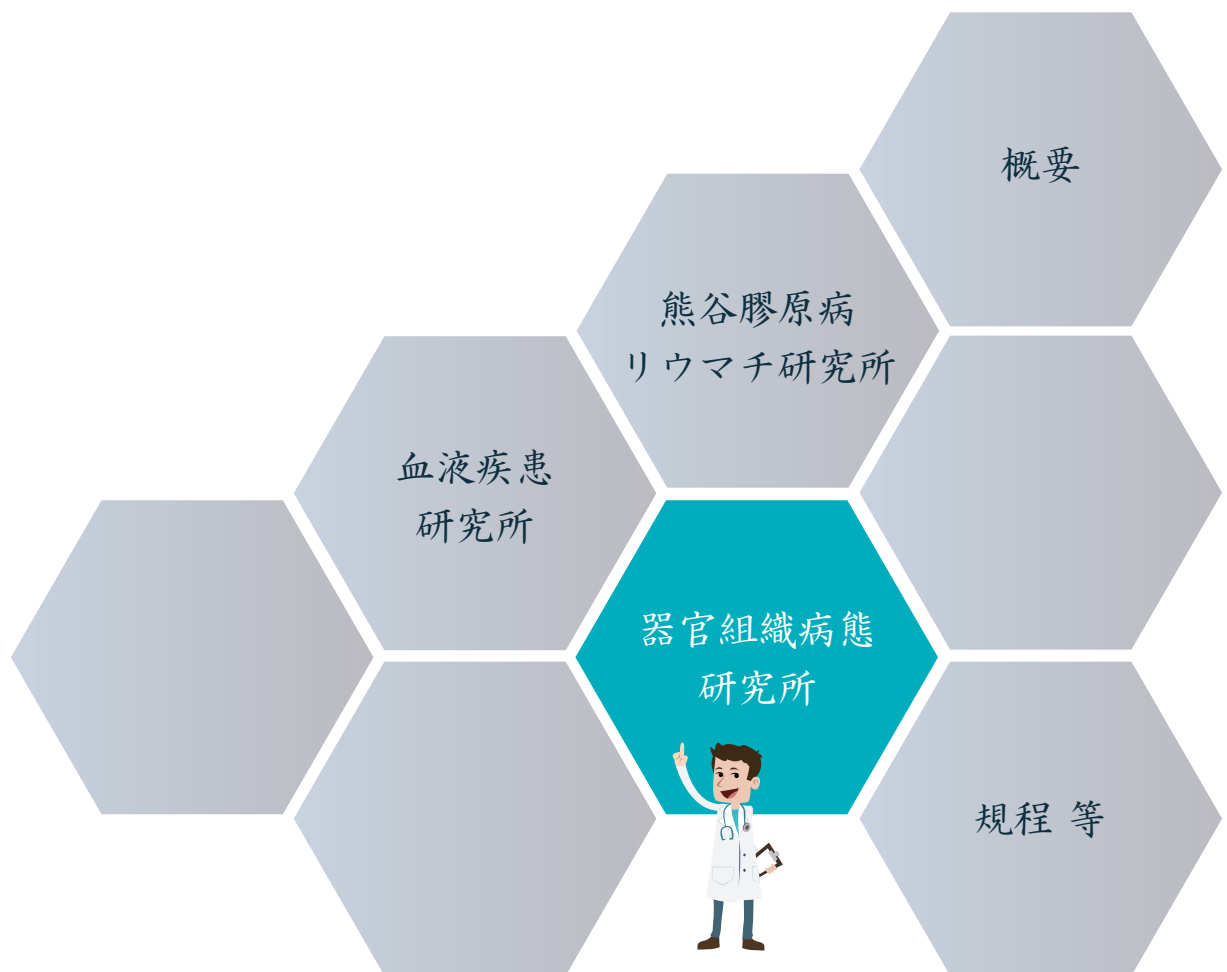 概要
熊谷膠原病
リウマチ研究所
血液疾患
研究所
器官組織病態
研究所
規程 等